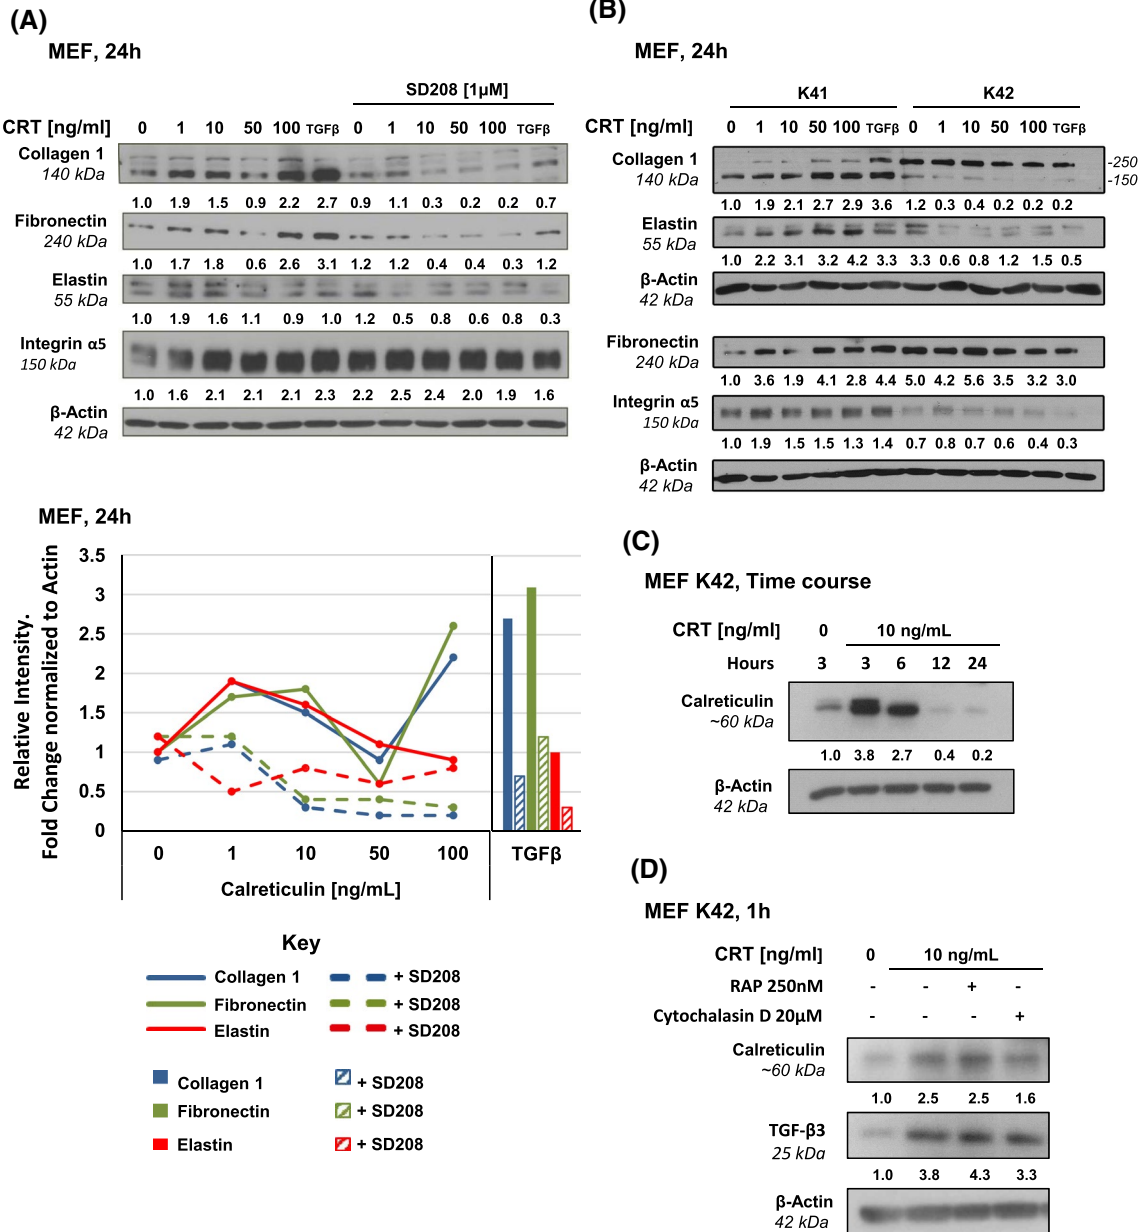 (A)
MEF, 24h
SD208 [1µM]
CRT [ng/ml] 0 1 10 50 100 TGFβ 0 1 10 50 100 TGFβ
Collagen 1
140 kDa
1.0 1.9 1.5 0.9 2.2 2.7 0.9 1.1 0.3 0.2 0.2 0.7
Fibronectin
240 kDa
1.0 1.7 1.8 0.6 2.6 3.1 1.2 1.2 0.4 0.4 0.3 1.2
Elastin
55 kDa
1.0 1.9 1.6 1.1 0.9 1.0 1.2 0.5 0.8 0.6 0.8 0.3
Integrin α5
150 kDa
1.0 1.6 2.1 2.1 2.1 2.3 2.2 2.5 2.4 2.0 1.9 1.6
β-Actin
42 kDa
MEF, 24h
Relative Intensity.
Fold Change normalized to Actin
3.5
3
2.5
2
1.5
1
0.5
0
0 1 10 50 100 TGFβ
Calreticulin [ng/mL]
Key
Collagen 1 + SD208
Fibronectin + SD208
Elastin + SD208
Collagen 1 + SD208
Fibronectin + SD208
Elastin + SD208
(B)
MEF, 24h
K41 K42
CRT [ng/ml] 0 1 10 50 100 TGFβ 0 1 10 50 100 TGFβ
Collagen 1
140 kDa
-250
-150
1.0 1.9 2.1 2.7 2.9 3.6 1.2 0.3 0.4 0.2 0.2 0.2
Elastin
55 kDa
1.0 2.2 3.1 3.2 4.2 3.3 3.3 0.6 0.8 1.2 1.5 0.5
β-Actin
42 kDa
Fibronectin
240 kDa
1.0 3.6 1.9 4.1 2.8 4.4 5.0 4.2 5.6 3.5 3.2 3.0
Integrin α5
150 kDa
1.0 1.9 1.5 1.5 1.3 1.4 0.7 0.8 0.7 0.6 0.4 0.3
β-Actin
42 kDa
(C)
MEF K42, Time course
CRT [ng/ml] 0 10 ng/mL
Hours 3 3 6 12 24
Calreticulin
~60 kDa
1.0 3.8 2.7 0.4 0.2
β-Actin
42 kDa
(D)
MEF K42, 1h
CRT [ng/ml] 0 10 ng/mL
RAP 250nM - - + -
Cytochalasin D 20µM - - - +
Calreticulin
~60 kDa
1.0 2.5 2.5 1.6
TGF-β3
25 kDa
1.0 3.8 4.3 3.3
β-Actin
42 kDa